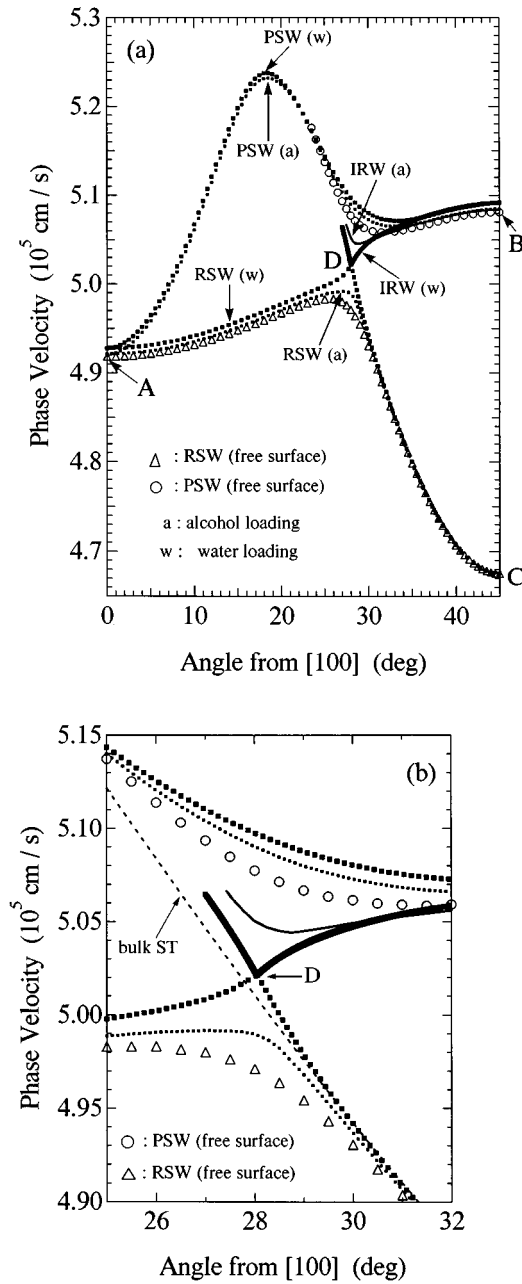 (a)
5.3
5.2
5.1
5.0
4.9
4.8
4.7
Phase Velocity (10⁵ cm / s)
PSW (w)
PSW (a)
IRW (a)
B
D
IRW (w)
RSW (w)
RSW (a)
A
△ : RSW (free surface)
○ : PSW (free surface)
a : alcohol loading
w : water loading
C
0 10 20 30 40
Angle from [100] (deg)
(b)
5.15
5.10
5.05
5.00
4.95
4.90
Phase Velocity (10⁵ cm / s)
bulk ST
D
○ : PSW (free surface)
△ : RSW (free surface)
26 28 30 32
Angle from [100] (deg)